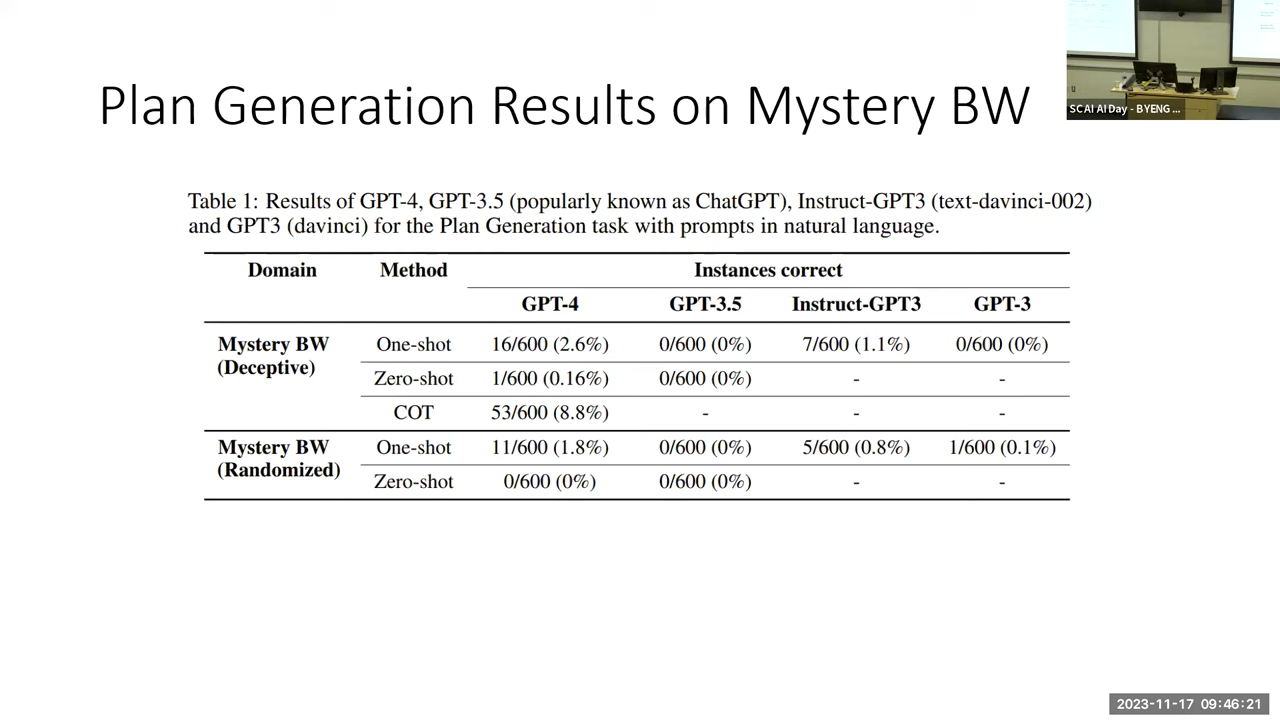 Plan Generation Results on Mystery BW
SCAI AI Day - BYENG ...
Table 1: Results of GPT-4, GPT-3.5 (popularly known as ChatGPT), Instruct-GPT3 (text-davinci-002)
and GPT3 (davinci) for the Plan Generation task with prompts in natural language.
Domain Method Instances correct
GPT-4 GPT-3.5 Instruct-GPT3 GPT-3
Mystery BW One-shot 16/600 (2.6%) 0/600 (0%) 7/600 (1.1%) 0/600 (0%)
(Deceptive)
Zero-shot 1/600 (0.16%) 0/600 (0%) - -
COT 53/600 (8.8%) - - -
Mystery BW One-shot 11/600 (1.8%) 0/600 (0%) 5/600 (0.8%) 1/600 (0.1%)
(Randomized)
Zero-shot 0/600 (0%) 0/600 (0%) - -
2023-11-17 09:46:21